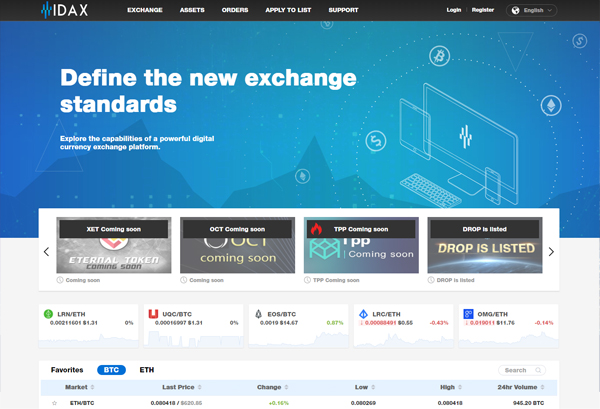 IDAX
EXCHANGE ASSETS ORDERS APPLY TO LIST SUPPORT
Login Register English
Define the new exchange
standards
Explore the capabilities of a powerful digital
currency exchange platform.
XET Coming soon
ETERNAL TOKEN
COMING SOON
Coming soon
OCT Coming soon
OCT
coming soon
Coming soon
TPP Coming soon
Tpp
Coming soon
TPP Coming soon
DROP is listed
DROP IS LISTED
DROP is listed
LRN/ETH
0.00211601 $1.31 0%
UQC/BTC
0.00016997 $1.31 0%
EOS/BTC
0.0019 $14.67 0.87%
LRC/ETH
↓ 0.00088491 $0.55 -0.43%
OMG/ETH
↓ 0.019011 $11.76 -0.14%
Favorites BTC ETH Search
Market Last Price Change Low High 24hr Volume
ETH/BTC 0.080418 / $620.85 +0.16% 0.080269 0.080418 945.20 BTC